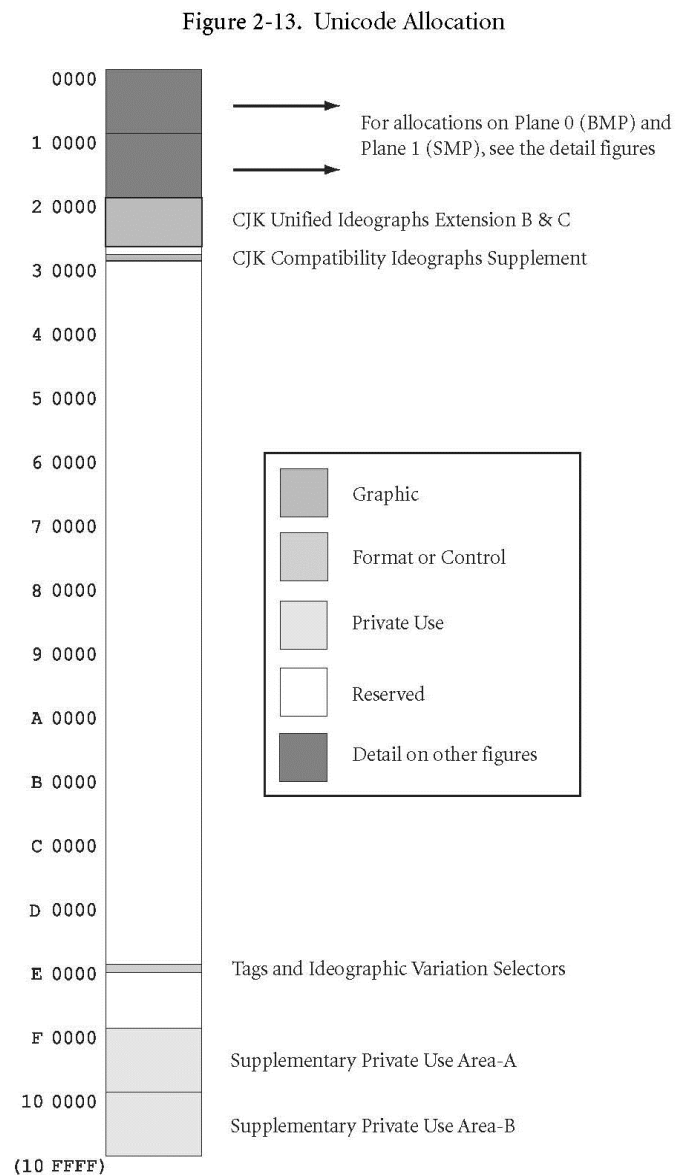 Figure 2-13. Unicode Allocation
0000
1 0000
For allocations on Plane 0 (BMP) and
Plane 1 (SMP), see the detail figures
2 0000
CJK Unified Ideographs Extension B & C
CJK Compatibility Ideographs Supplement
3 0000
4 0000
5 0000
6 0000
7 0000
8 0000
9 0000
A 0000
B 0000
C 0000
D 0000
Graphic
Format or Control
Private Use
Reserved
Detail on other figures
E 0000
Tags and Ideographic Variation Selectors
F 0000
Supplementary Private Use Area-A
10 0000
Supplementary Private Use Area-B
(10 FFFF)